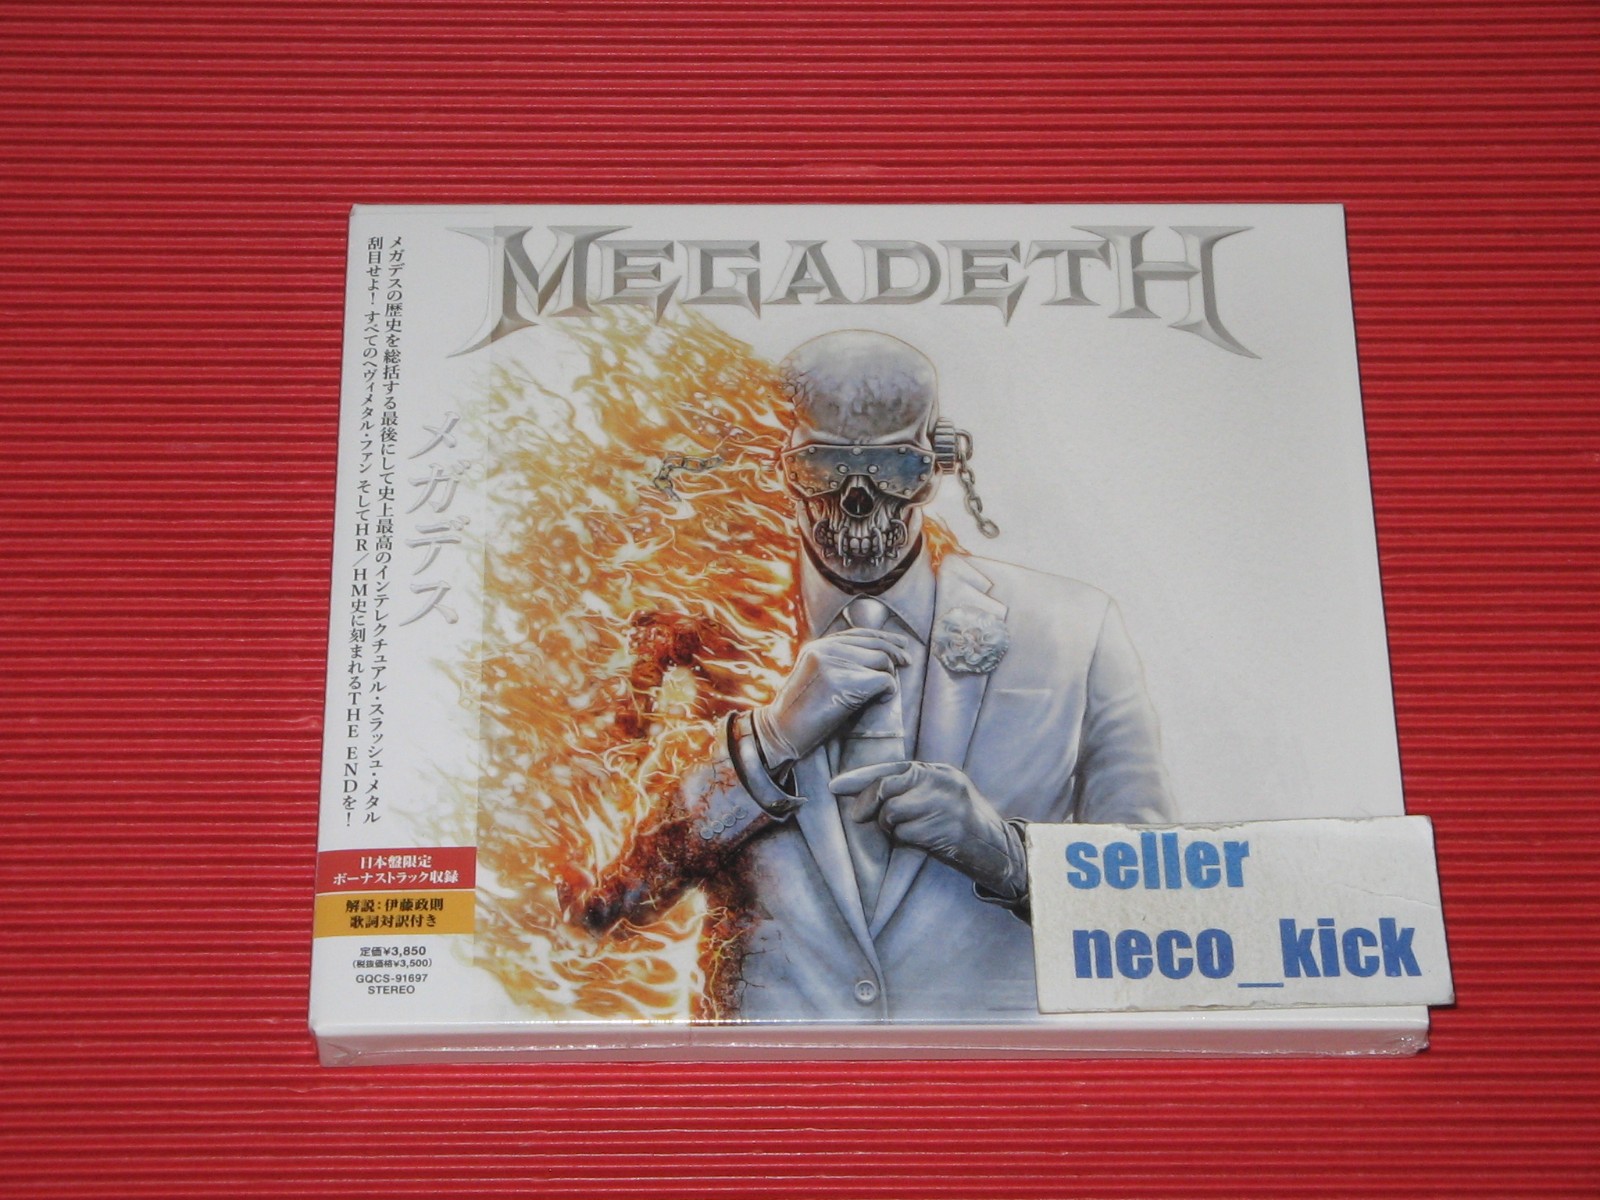 MEGADETH
メガデスの歴史を総括する最後にして史上最高のインテレクチュアル・スラッシュ・メタル
刮目せよ！すべてのヘヴィメタル・ファン そしてHR／HM史に刻まれるTHE ENDを！
メガデス
日本盤限定
ボーナストラック収録
解説：伊藤政則
歌詞対訳付き
定価¥3,850
(税抜価格¥3,500)
GQCS-91697
STEREO
seller
neco_kick